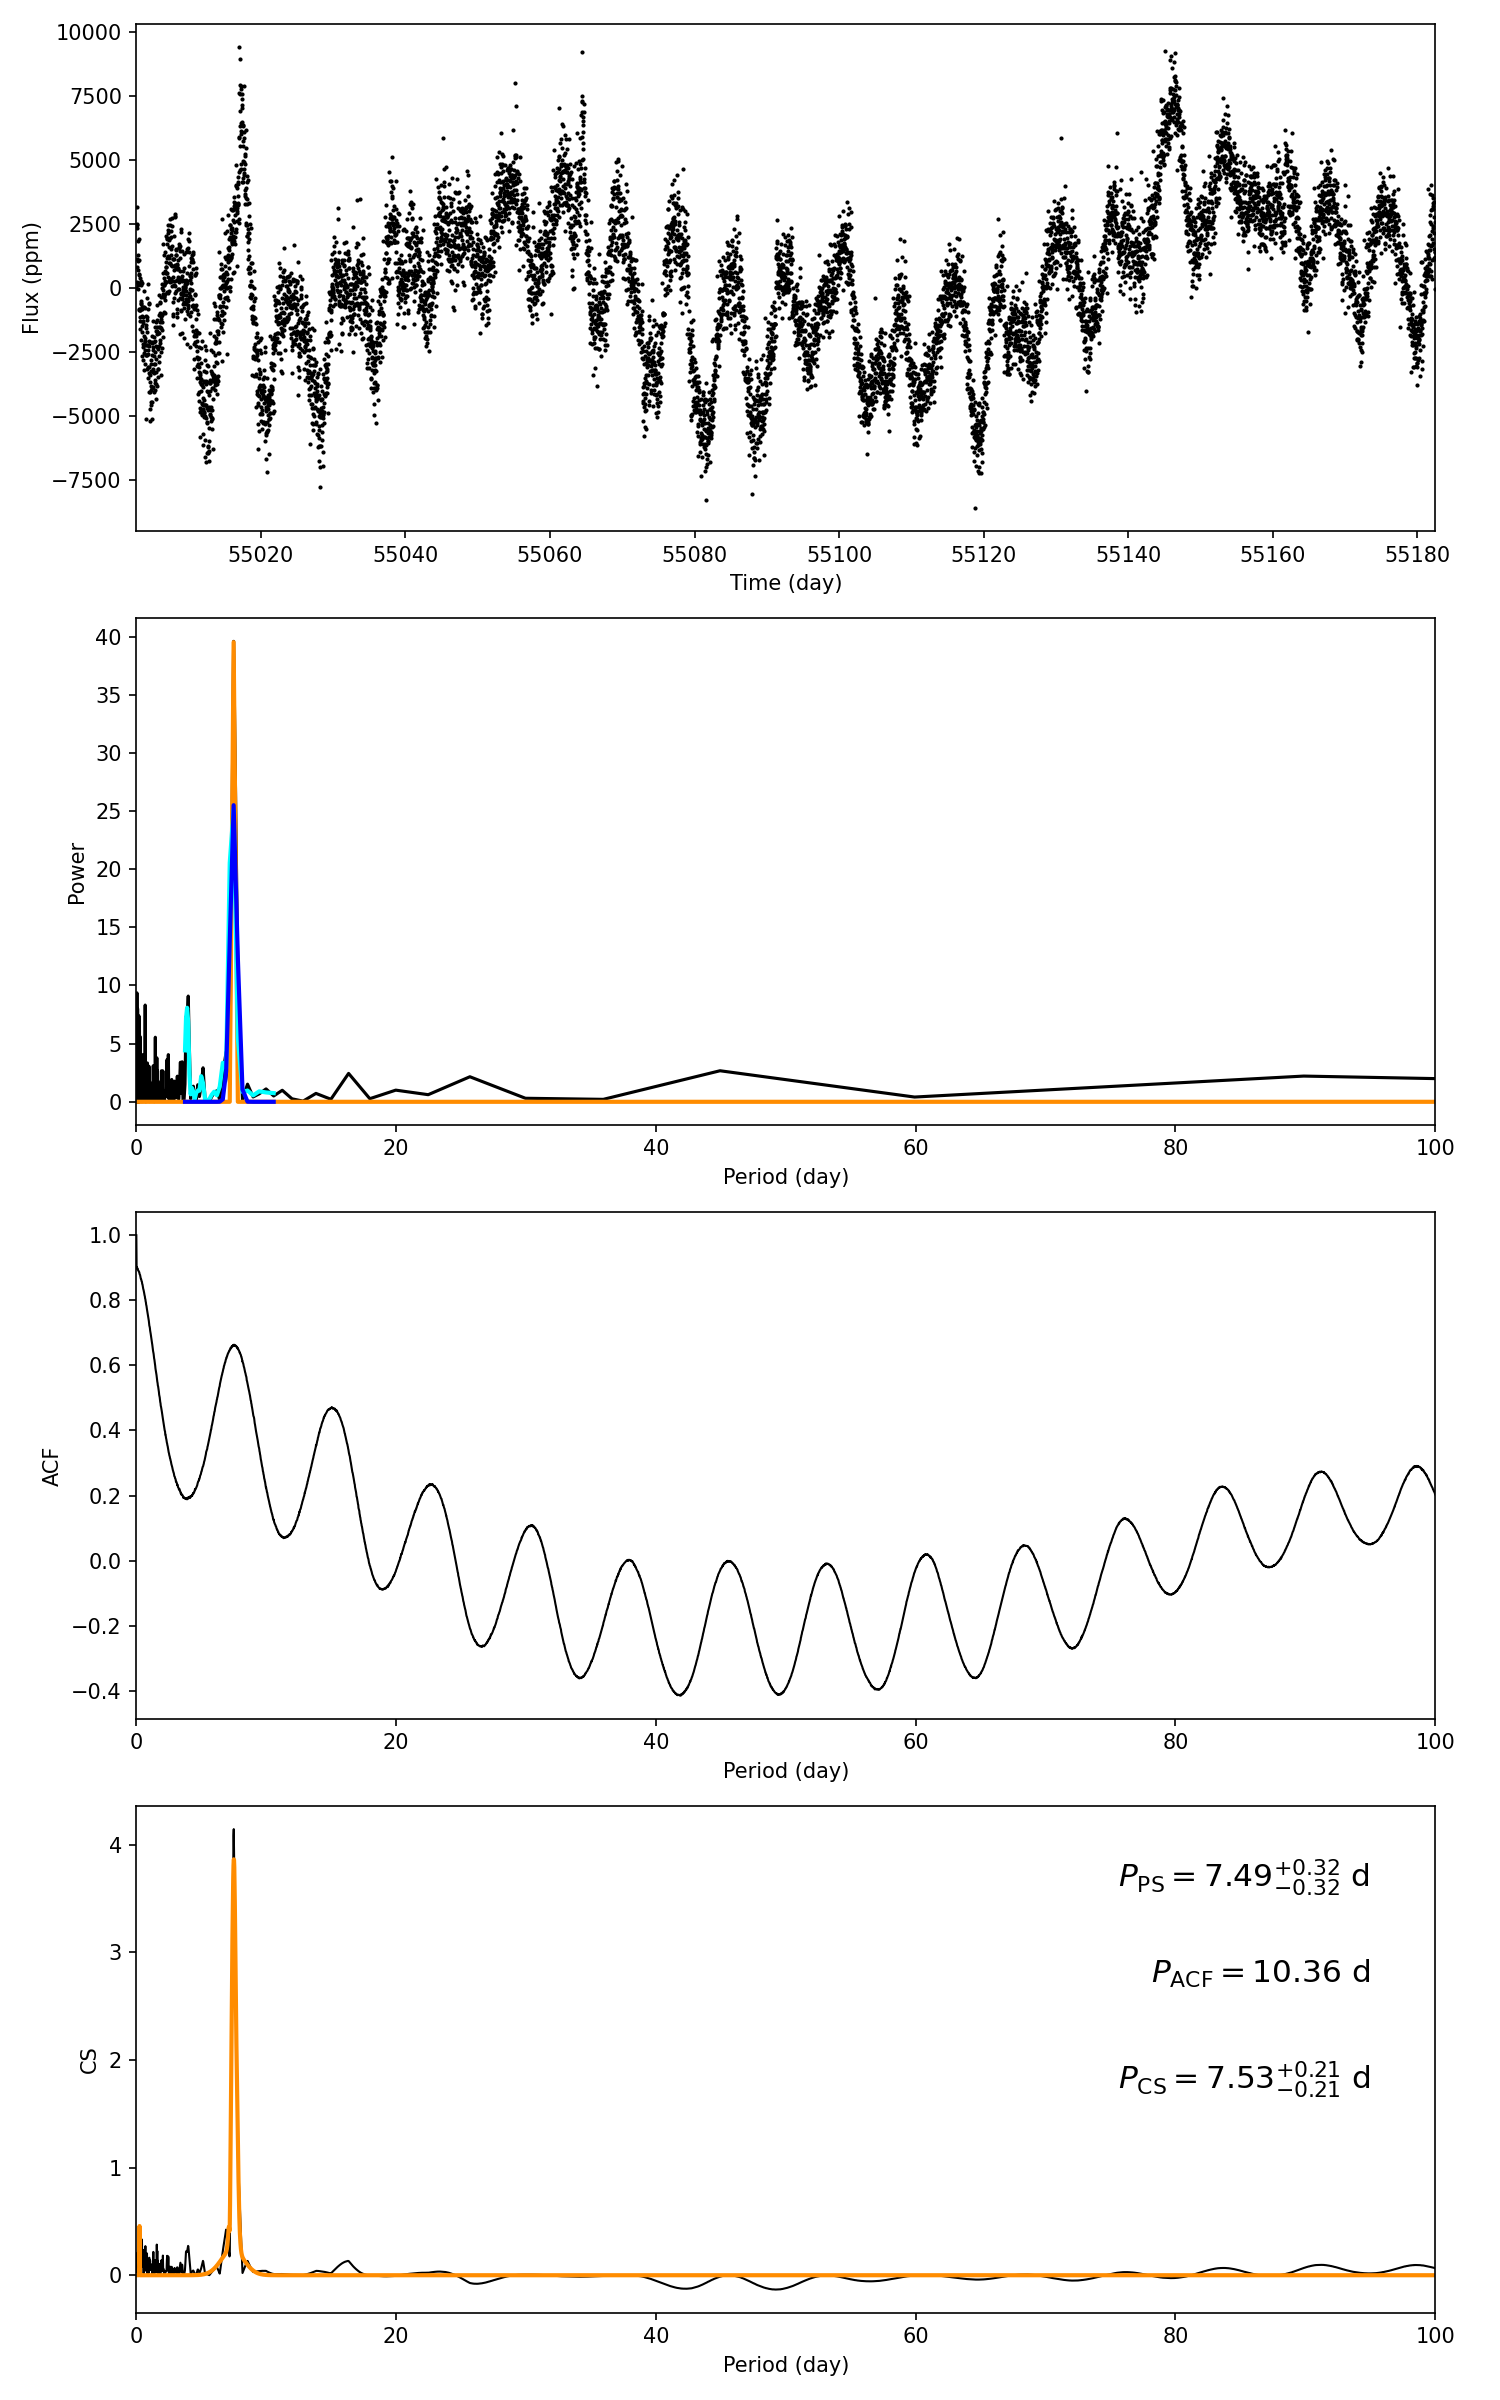 10000
7500
5000
2500
0
−2500
−5000
−7500
Flux (ppm)
55020 55040 55060 55080 55100 55120 55140 55160 55180
Time (day)
40
35
30
25
20
15
10
5
0
Power
0 20 40 60 80 100
Period (day)
1.0
0.8
0.6
0.4
0.2
0.0
−0.2
−0.4
ACF
0 20 40 60 80 100
Period (day)
4
3
2
1
0
CS
P_PS = 7.49^{+0.32}_{−0.32} d
P_ACF = 10.36 d
P_CS = 7.53^{+0.21}_{−0.21} d
0 20 40 60 80 100
Period (day)